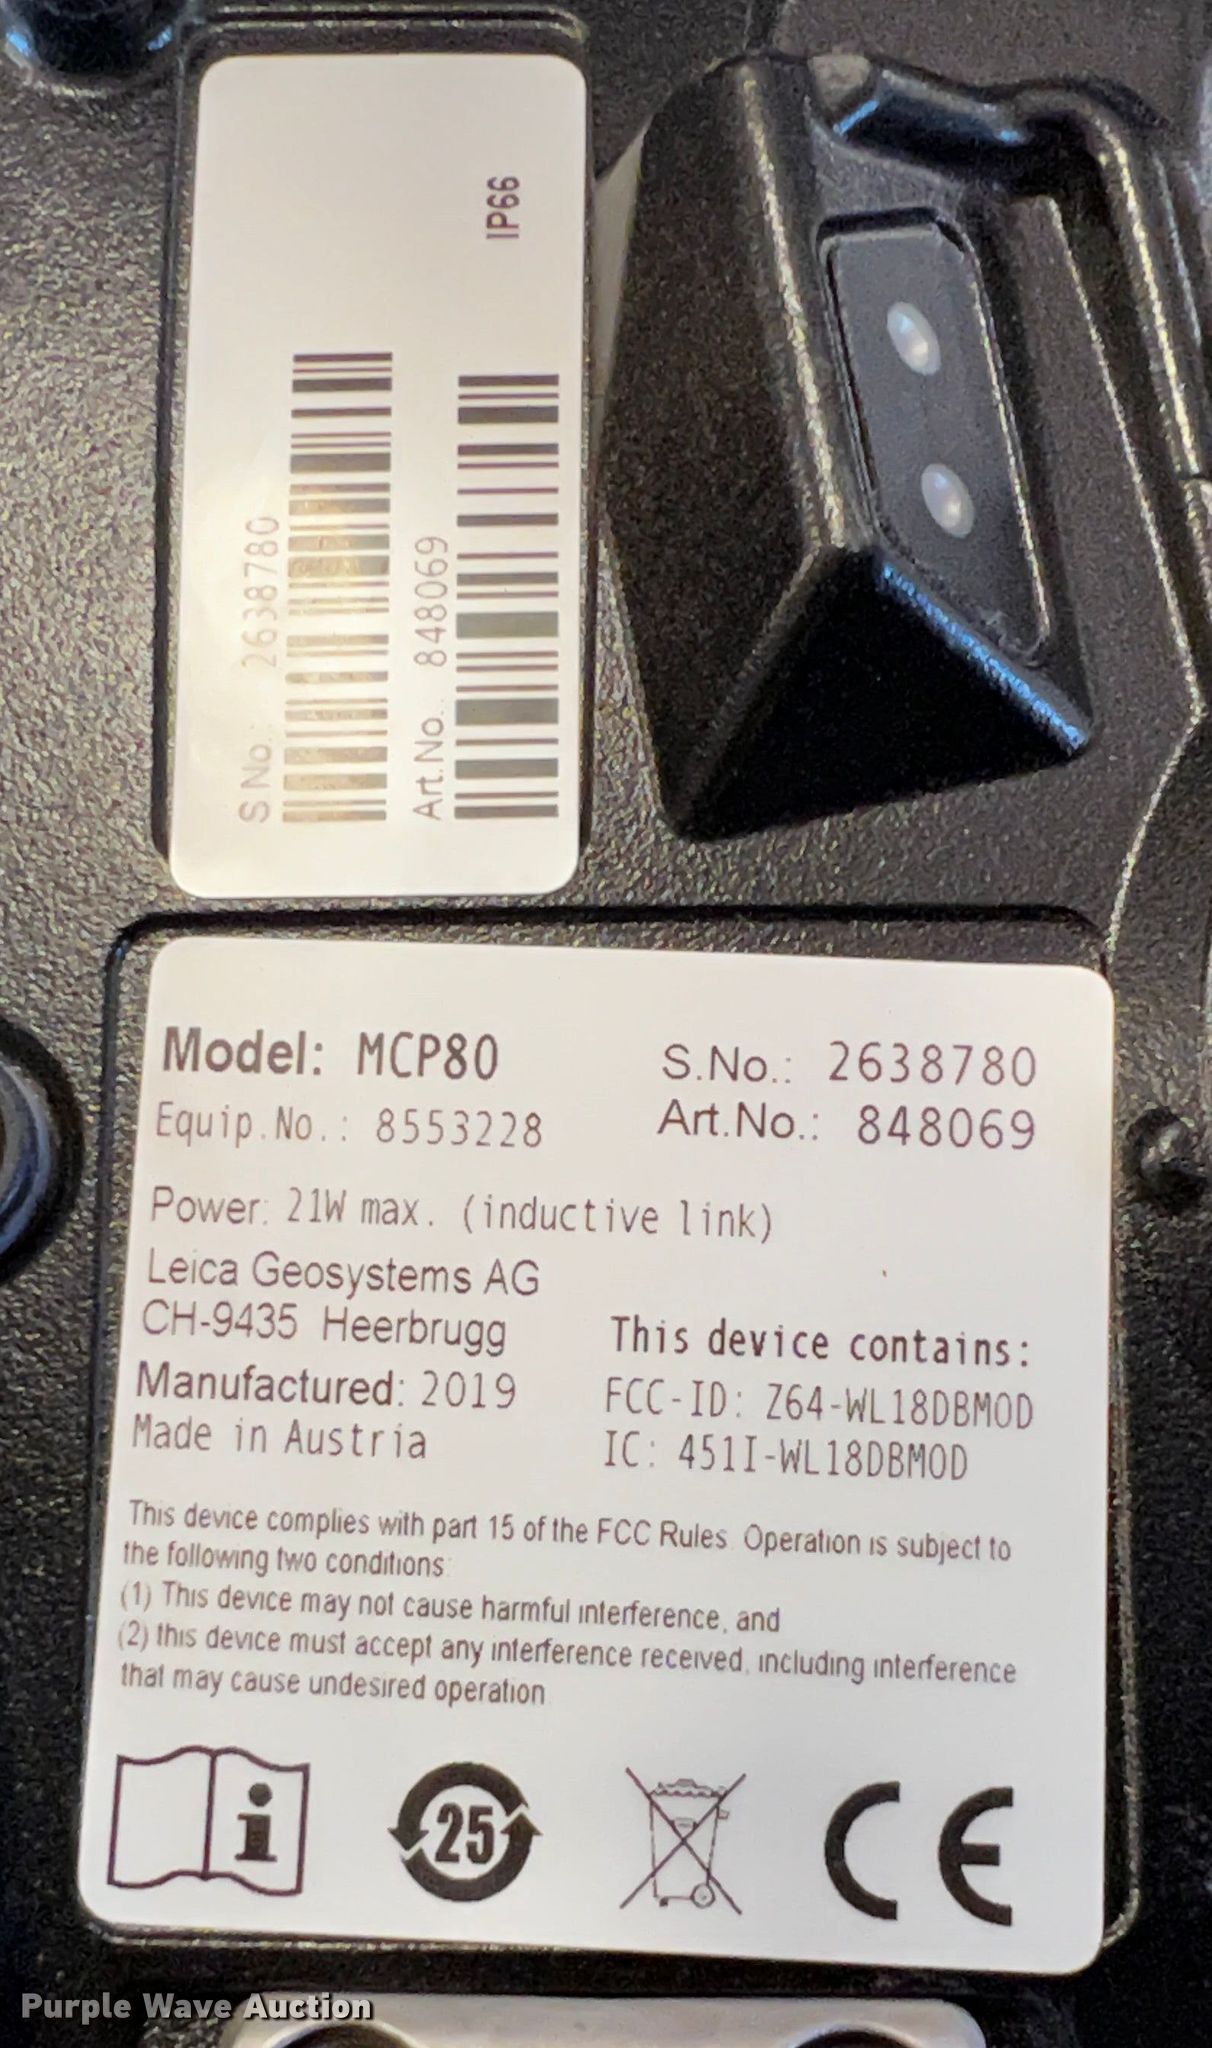 IP66
S.No.: 2638780
Art.No.: 848069
Model: MCP80
S.No.: 2638780
Equip.No.: 8553228
Art.No.: 848069
Power: 21W max. (inductive link)
Leica Geosystems AG
CH-9435 Heerbrugg
This device contains:
Manufactured: 2019
FCC-ID: Z64-WL18DBMOD
Made in Austria
IC: 451I-WL18DBMOD
This device complies with part 15 of the FCC Rules. Operation is subject to
the following two conditions:
(1) This device may not cause harmful interference, and
(2) this device must accept any interference received, including interference
that may cause undesired operation
i
25
CE
Purple Wave Auction